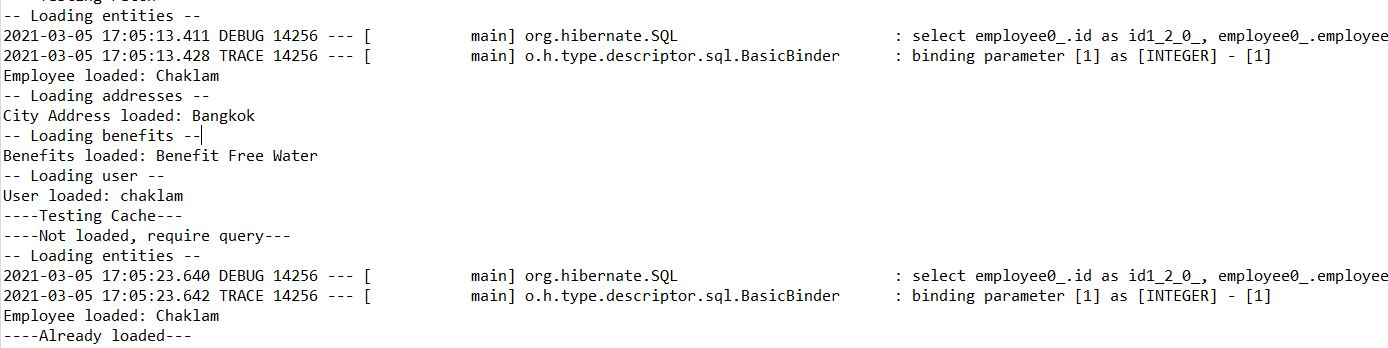 -- Loading entities --
2021-03-05 17:05:13.411 DEBUG 14256 --- [           main] org.hibernate.SQL                        : select employee0_.id as id1_2_0_, employee0_.employee
2021-03-05 17:05:13.428 TRACE 14256 --- [           main] o.h.type.descriptor.sql.BasicBinder      : binding parameter [1] as [INTEGER] - [1]
Employee loaded: Chaklam
-- Loading addresses --
City Address loaded: Bangkok
-- Loading benefits --
Benefits loaded: Benefit Free Water
-- Loading user --
User loaded: chaklam
----Testing Cache---
----Not loaded, require query---
-- Loading entities --
2021-03-05 17:05:23.640 DEBUG 14256 --- [           main] org.hibernate.SQL                        : select employee0_.id as id1_2_0_, employee0_.employee
2021-03-05 17:05:23.642 TRACE 14256 --- [           main] o.h.type.descriptor.sql.BasicBinder      : binding parameter [1] as [INTEGER] - [1]
Employee loaded: Chaklam
----Already loaded---